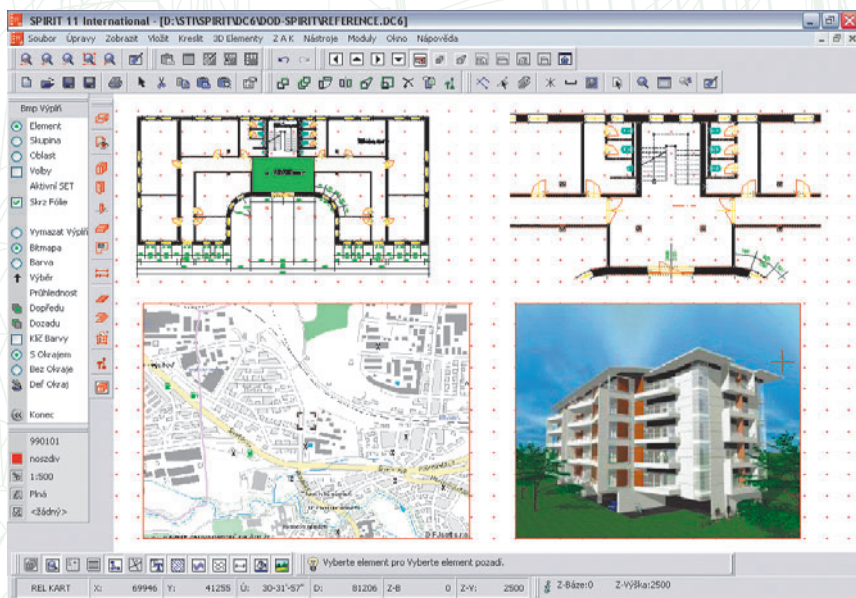 SPIRIT 11 International - [D:\STI\SPIRIT\DC6\DOD-SPIRIT\REFERENCE.DC6]
Soubor Úpravy Zobrazit Vložit Kreslit 3D Elementy Z A K Nástroje Moduly Okno Nápověda
Bmp Výplň
Element
Skupina
Oblast
Volby
Aktivní SET
Skrz Fólie
Vymazat Výplň
Bitmapa
Barva
Výběr
Průhlednost
Dopředu
Dozadu
Klíč Barvy
S Okrajem
Bez Okraje
Def Okraj
Konec
990101
noszdiv
1:500
Plná
<žádný>
Vyberte element pro Vyberte element pozadí.
REL KART X: 69946 Y: 41255 Ú: 30-31'-57" D: 81206 Z-B 0 Z-V: 2500 Z-Báze:0 Z-Výška:2500